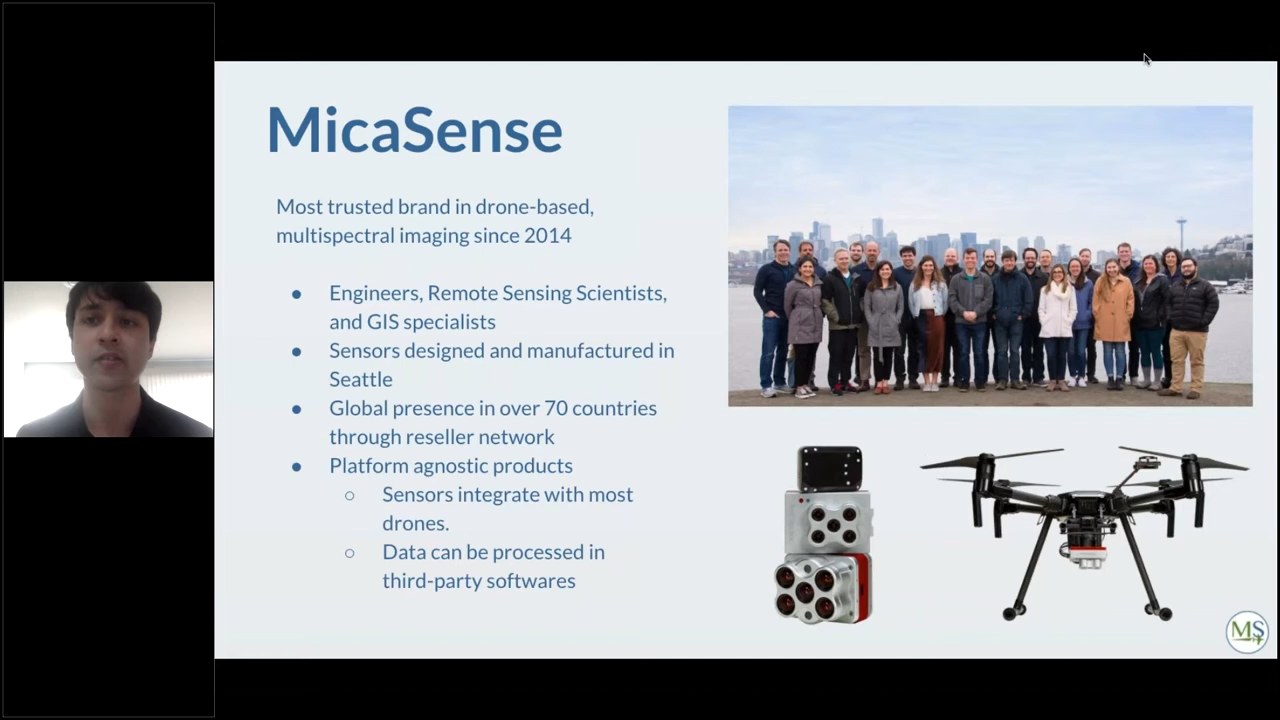 MicaSense
Most trusted brand in drone-based,
multispectral imaging since 2014
● Engineers, Remote Sensing Scientists,
and GIS specialists
● Sensors designed and manufactured in
Seattle
● Global presence in over 70 countries
through reseller network
● Platform agnostic products
○ Sensors integrate with most
drones.
○ Data can be processed in
third-party softwares
MS